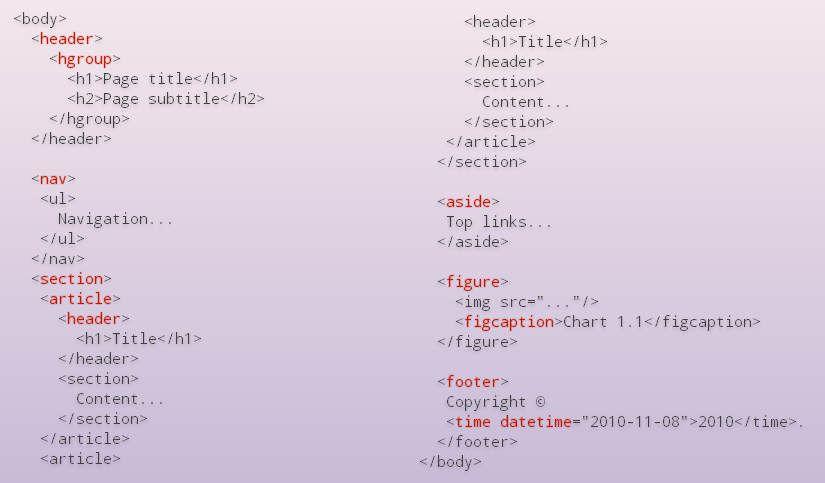 <body>
<header>
<hgroup>
<h1>Page title</h1>
<h2>Page subtitle</h2>
</hgroup>
</header>
<nav>
<ul>
Navigation...
</ul>
</nav>
<section>
<article>
<header>
<h1>Title</h1>
</header>
<section>
Content...
</section>
</article>
<article>
<header>
<h1>Title</h1>
</header>
<section>
Content...
</section>
</article>
</section>
<aside>
Top links...
</aside>
<figure>
<img src="..."/>
<figcaption>Chart 1.1</figcaption>
</figure>
<footer>
Copyright ©
<time datetime="2010-11-08">2010</time>.
</footer>
</body>